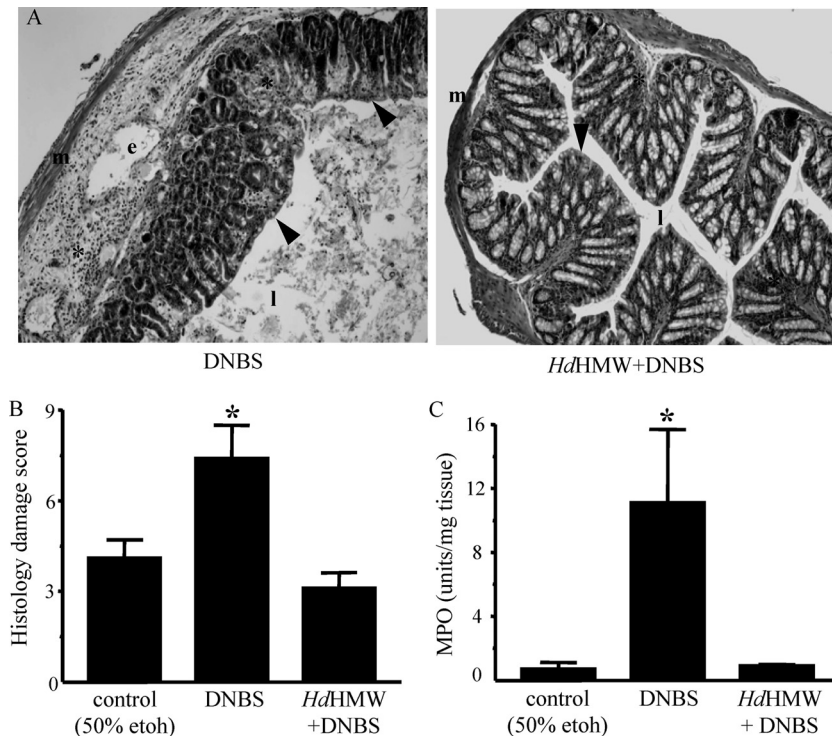 A
m
e
*
*
l
DNBS
m
*
l
HdHMW+DNBS
B
Histology damage score
9
6
3
0
*
control
(50% etoh)
DNBS
HdHMW
+DNBS
C
MPO (units/mg tissue)
16
12
8
4
0
*
control
(50% etoh)
DNBS
HdHMW
+ DNBS